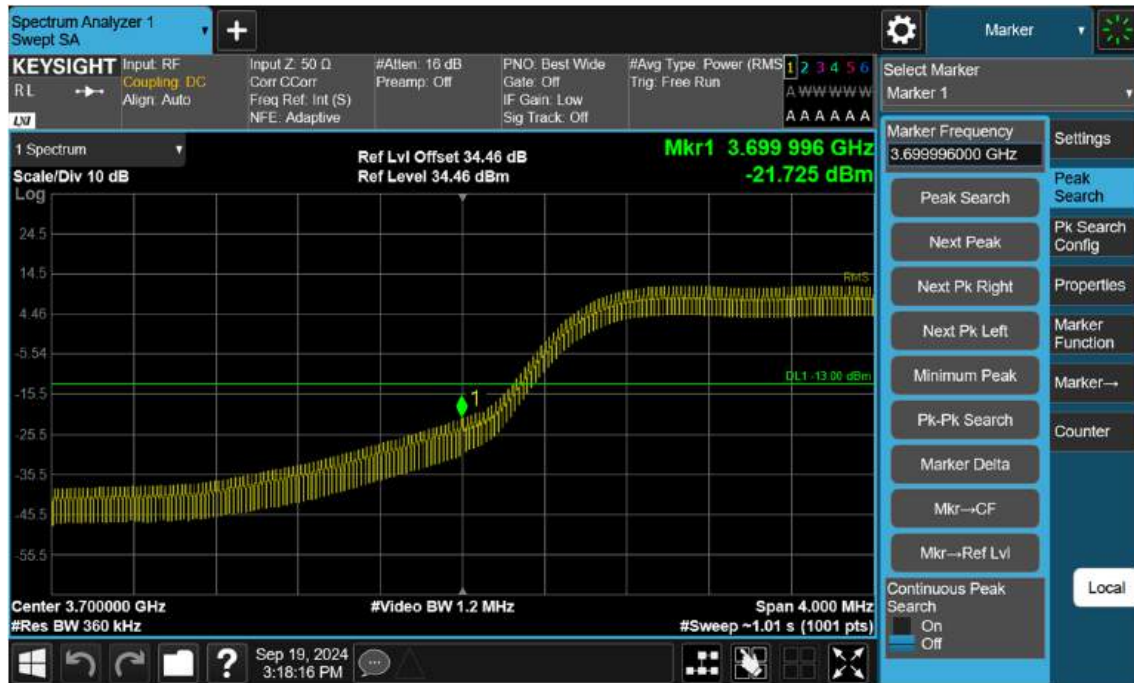 Spectrum Analyzer 1
Swept SA
+
Marker
KEYSIGHT
RL
LXI
Input: RF
Coupling: DC
Align: Auto
Input Z: 50 Ω
Corr CCorr
Freq Ref: Int (S)
NFE: Adaptive
#Atten: 16 dB
Preamp: Off
PNO: Best Wide
Gate: Off
IF Gain: Low
Sig Track: Off
#Avg Type: Power (RMS
Trig: Free Run
1 2 3 4 5 6
A W W W W W
A A A A A A
Select Marker
Marker 1
1 Spectrum
Scale/Div 10 dB
Log
Ref Lvl Offset 34.46 dB
Ref Level 34.46 dBm
Mkr1 3.699 996 GHz
-21.725 dBm
24.5
14.5
4.46
-5.54
-15.5
-25.5
-35.5
-45.5
-55.5
RMS
DL1 -13.00 dBm
1
Center 3.700000 GHz
#Res BW 360 kHz
#Video BW 1.2 MHz
Span 4.000 MHz
#Sweep ~1.01 s (1001 pts)
Marker Frequency
3.699996000 GHz
Peak Search
Next Peak
Next Pk Right
Next Pk Left
Minimum Peak
Pk-Pk Search
Marker Delta
Mkr→CF
Mkr→Ref Lvl
Continuous Peak
Search
On
Off
Settings
Peak
Search
Pk Search
Config
Properties
Marker
Function
Marker→
Counter
Local
?
Sep 19, 2024
3:18:16 PM